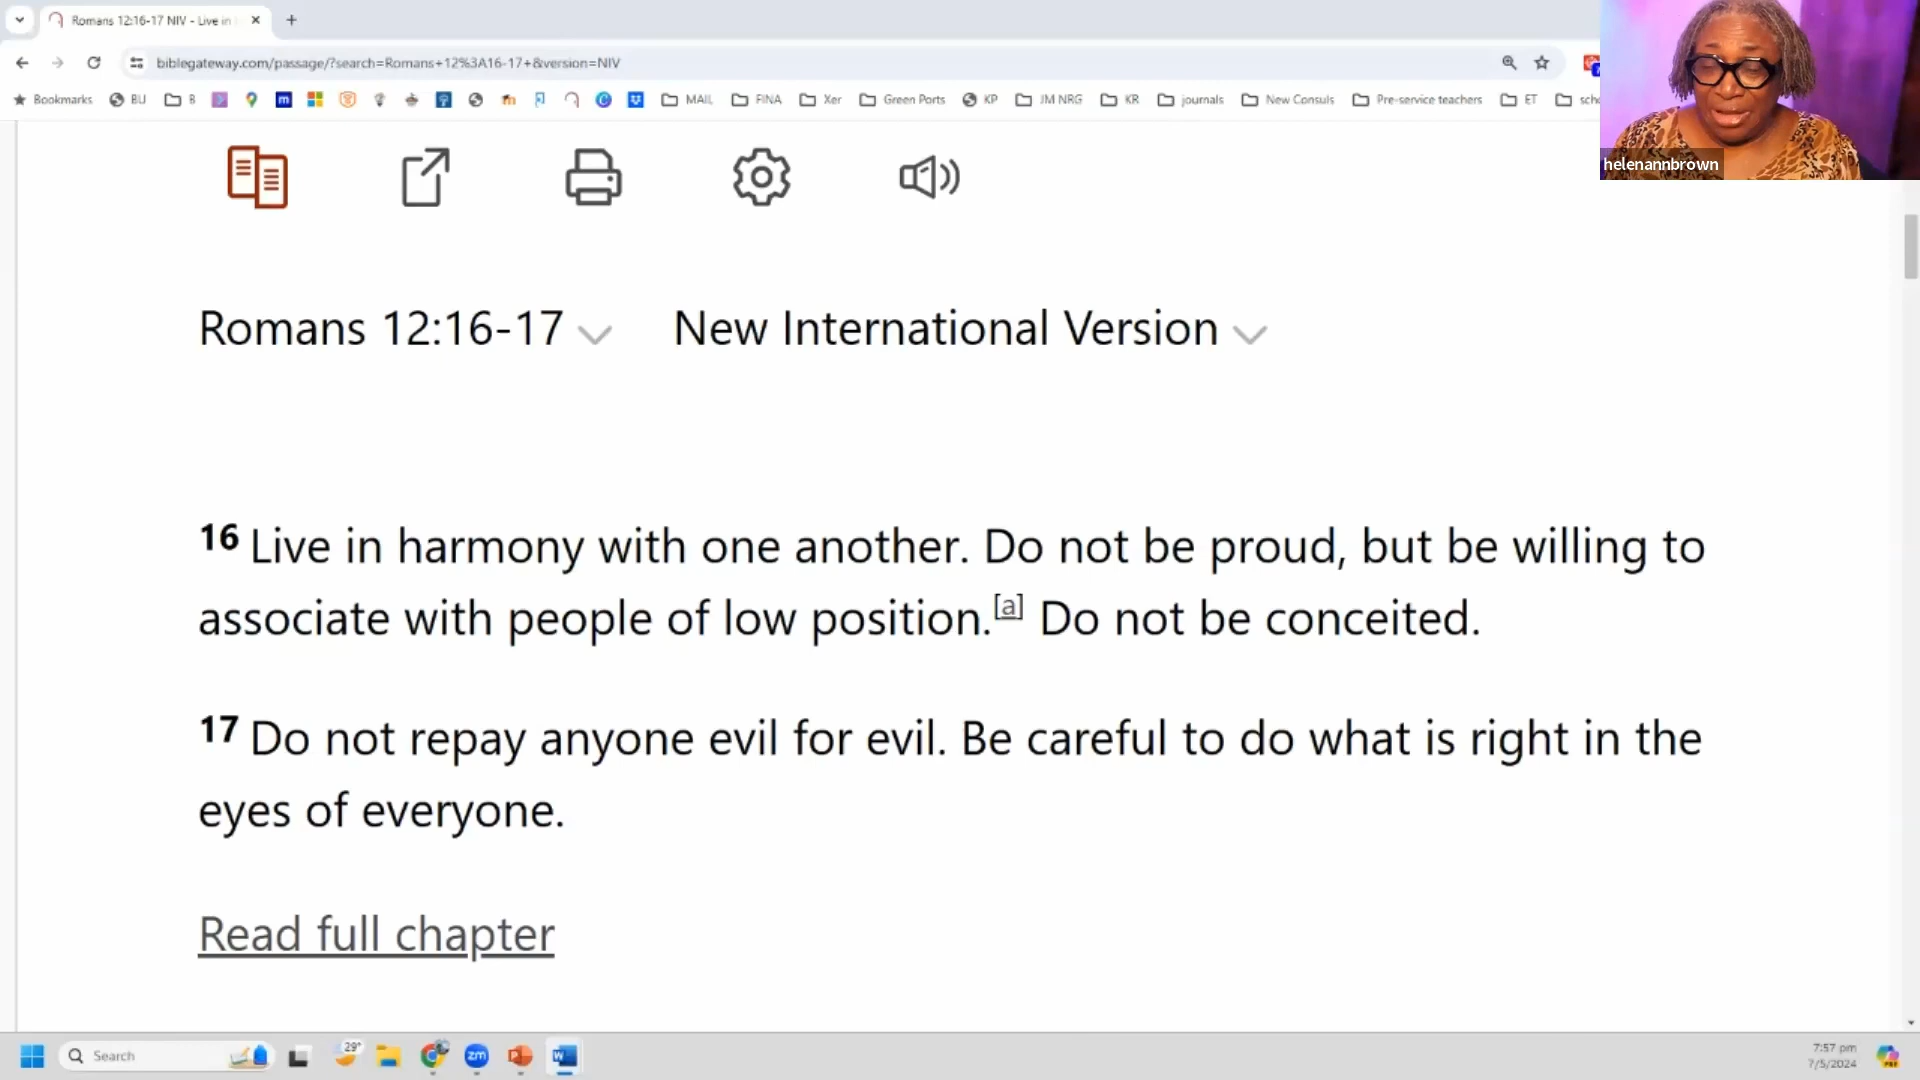 Romans 12:16-17 NIV - Live in
biblegateway.com/passage/?search=Romans+12%3A16-17+&version=NIV
Bookmarks BU B MAIL FINA Xer Green Ports KP JM NRG KR journals New Consuls Pre-service teachers ET
helenannbrown
Romans 12:16-17 New International Version
16 Live in harmony with one another. Do not be proud, but be willing to
associate with people of low position.[a] Do not be conceited.
17 Do not repay anyone evil for evil. Be careful to do what is right in the
eyes of everyone.
Read full chapter
Search 29° zm W
7:57 pm
7/5/2024